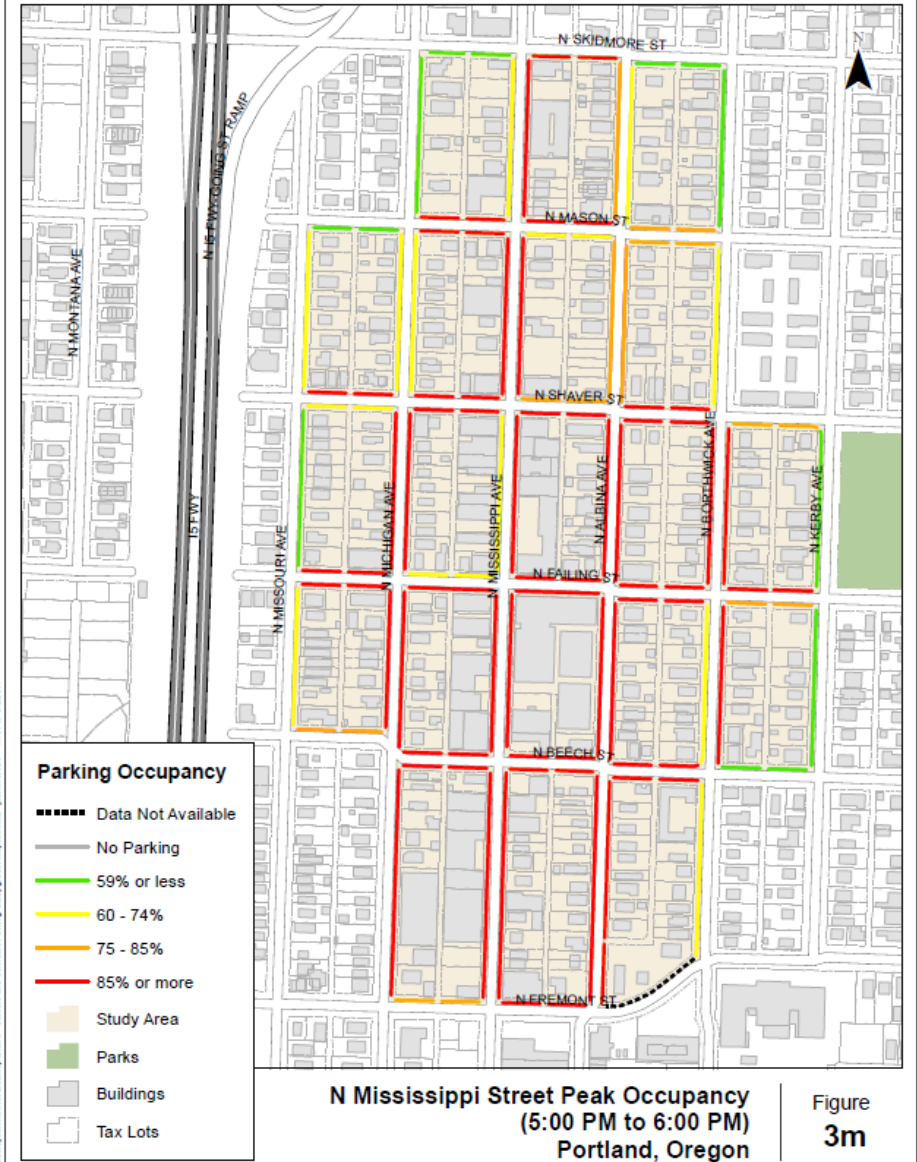 N SKIDMORE ST
N
N I5 FWY-GOING ST RAMP
N MASON ST
N MONTANA AVE
N SHAVER ST
N BORTHWICK AVE
N ALBINA AVE
N KERBY AVE
N MICHIGAN AVE
N MISSISSIPPI AVE
I5 FWY
N MISSOURI AVE
N FAILING ST
N BEECH ST
N FREMONT ST
Parking Occupancy
Data Not Available
No Parking
59% or less
60 - 74%
75 - 85%
85% or more
Study Area
Parks
Buildings
Tax Lots
N Mississippi Street Peak Occupancy
(5:00 PM to 6:00 PM)
Portland, Oregon
Figure
3m